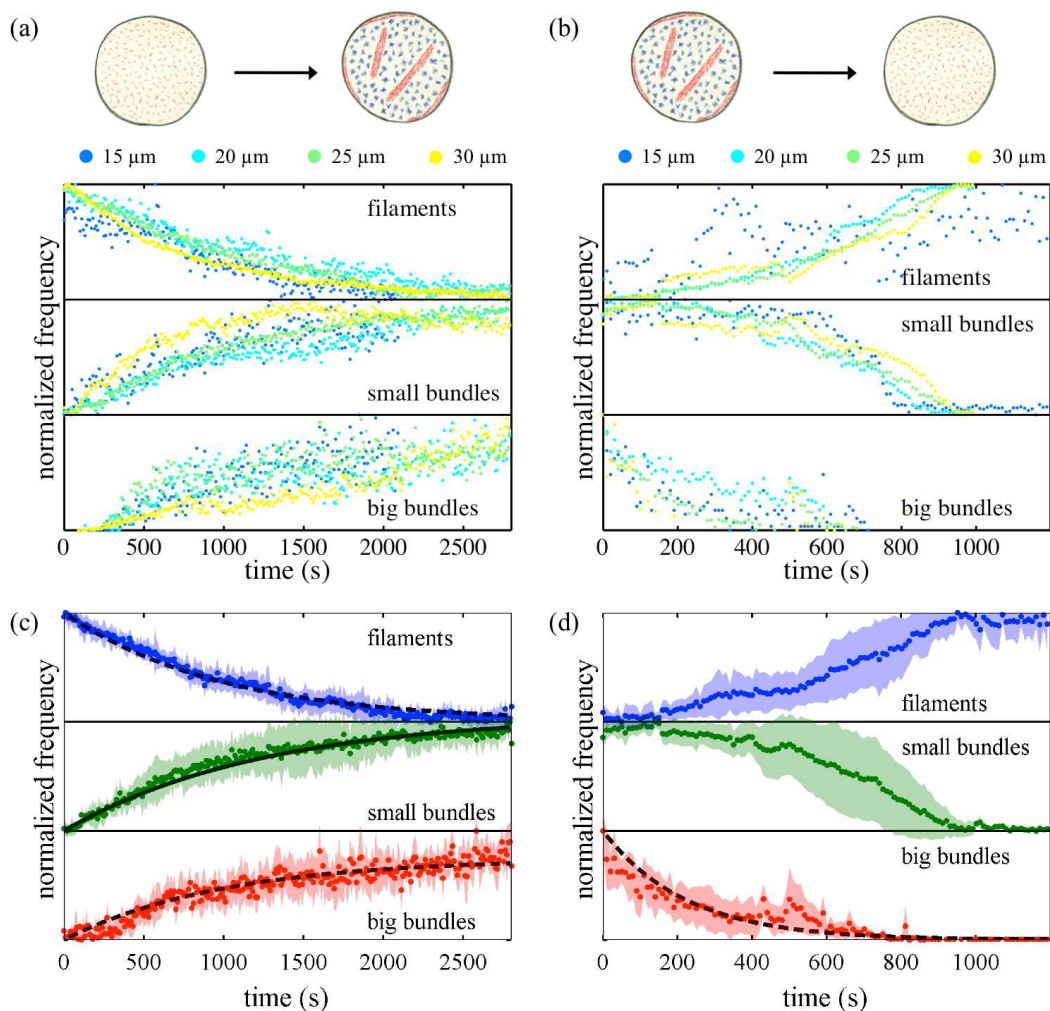 (a)
15 µm 20 µm 25 µm 30 µm
normalized frequency
filaments
small bundles
big bundles
0 500 1000 1500 2000 2500
time (s)
(b)
15 µm 20 µm 25 µm 30 µm
normalized frequency
filaments
small bundles
big bundles
0 200 400 600 800 1000
time (s)
(c)
normalized frequency
filaments
small bundles
big bundles
0 500 1000 1500 2000 2500
time (s)
(d)
normalized frequency
filaments
small bundles
big bundles
0 200 400 600 800 1000
time (s)